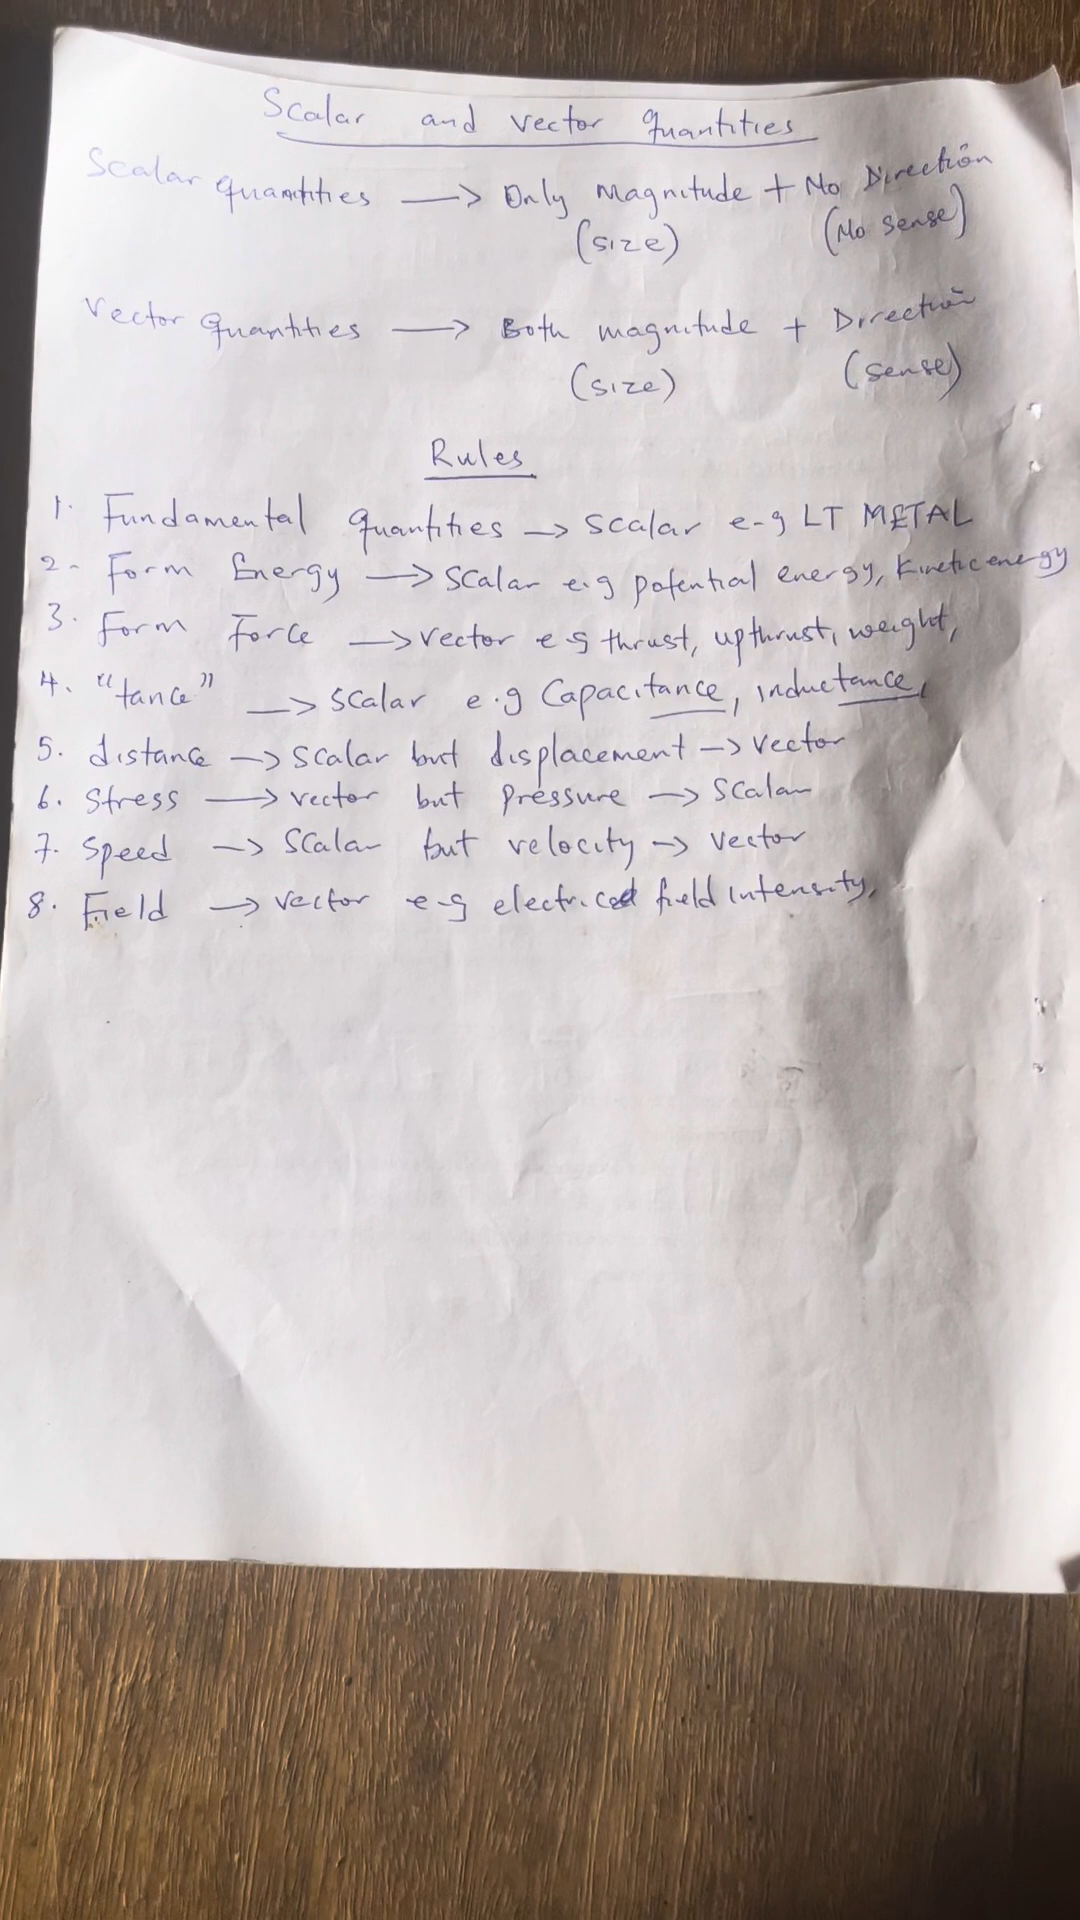 Scalar and vector quantities
Scalar quantities → Only magnitude + No Direction
(size) (No sense)
Vector quantities → Both magnitude + Direction
(size) (sense)
Rules
1. Fundamental quantities → scalar e-g LT METAL
2- Form Energy → scalar e.g potential energy, kinetic energy
3. Form Force → vector e g thrust, upthrust, weight,
4. "tance" → scalar e.g Capacitance, inductance,
5. distance → scalar but displacement → vector
6. Stress → vector but pressure → scalar
7. Speed → Scalar but velocity → vector
8. Field → vector e-g electrical field intensity,